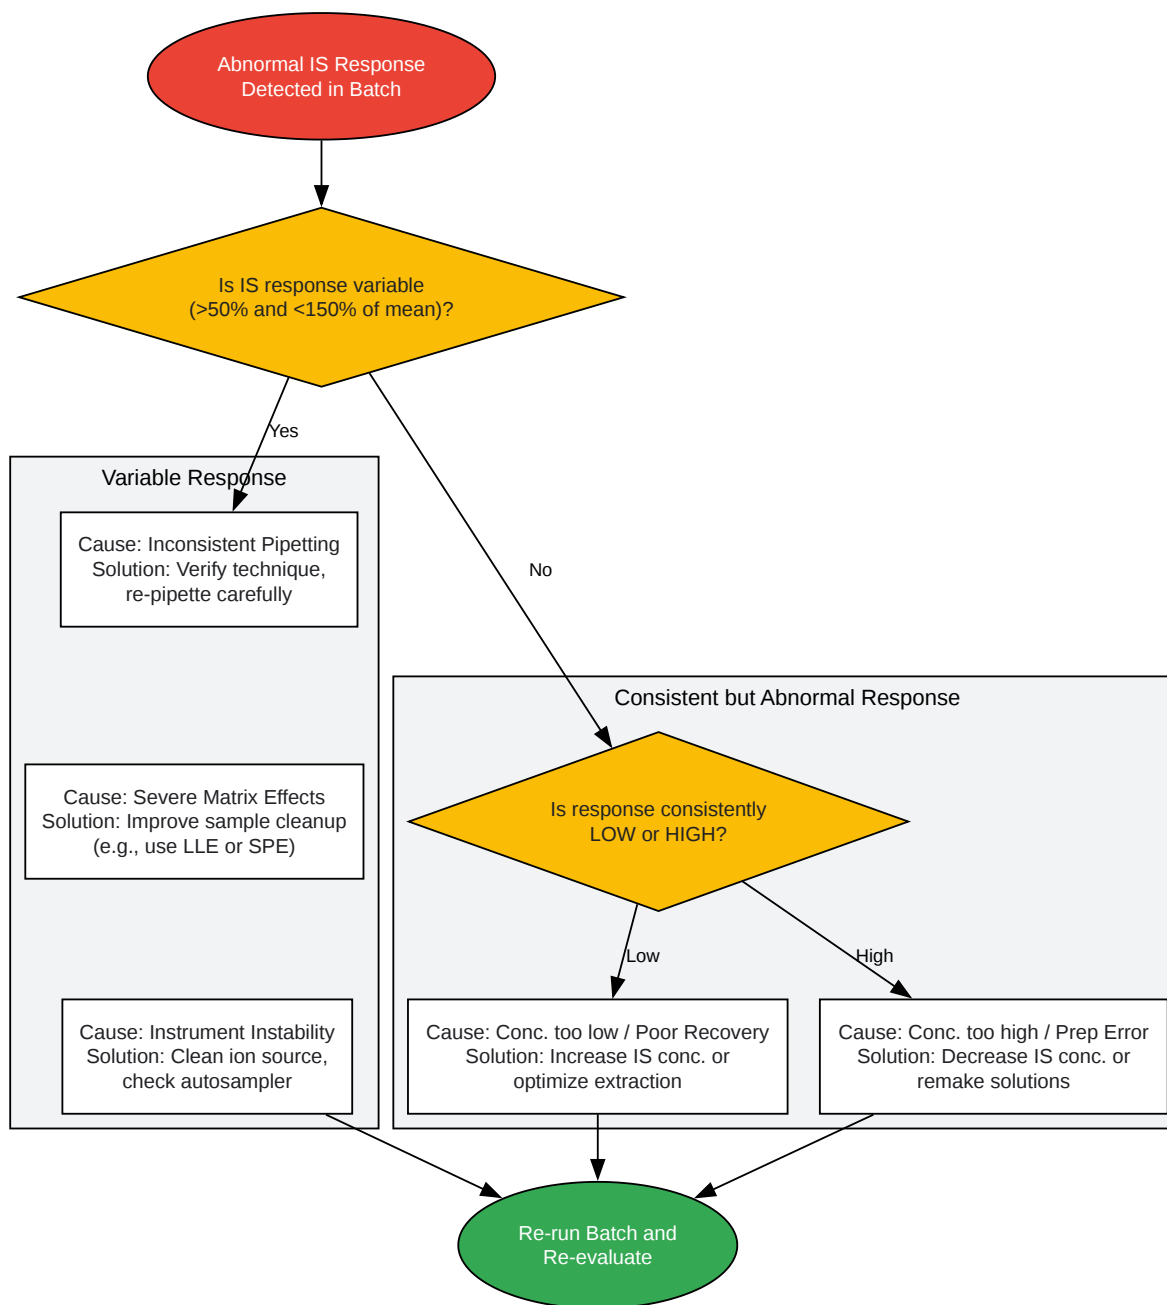 Abnormal IS Response
Detected in Batch
Is IS response variable
(>50% and <150% of mean)?
Yes
No
Variable Response
Cause: Inconsistent Pipetting
Solution: Verify technique,
re-pipette carefully
Cause: Severe Matrix Effects
Solution: Improve sample cleanup
(e.g., use LLE or SPE)
Cause: Instrument Instability
Solution: Clean ion source,
check autosampler
Consistent but Abnormal Response
Is response consistently
LOW or HIGH?
Low
High
Cause: Conc. too low / Poor Recovery
Solution: Increase IS conc. or
optimize extraction
Cause: Conc. too high / Prep Error
Solution: Decrease IS conc. or
remake solutions
Re-run Batch and
Re-evaluate